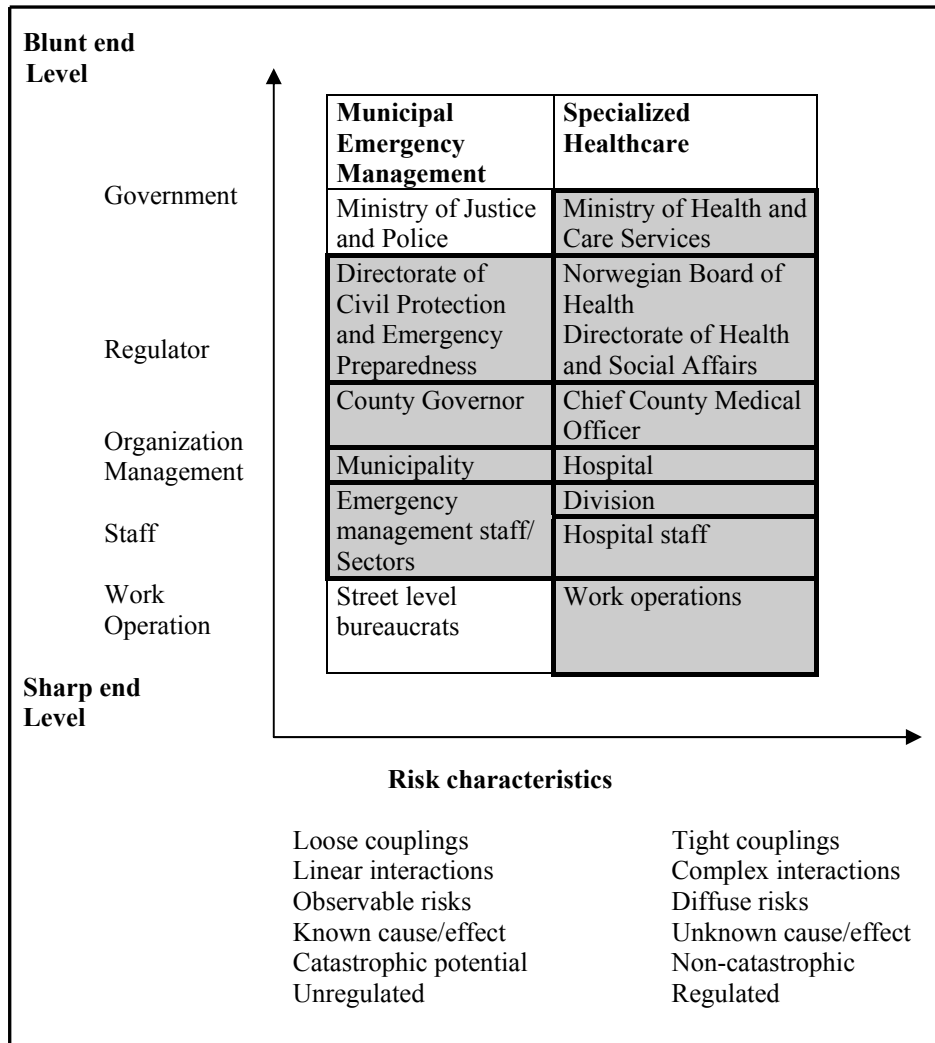 Blunt end
Level
Municipal
Emergency
Management
Specialized
Healthcare
Government
Ministry of Justice
and Police
Ministry of Health and
Care Services
Regulator
Directorate of
Civil Protection
and Emergency
Preparedness
Norwegian Board of
Health
Directorate of Health
and Social Affairs
County Governor
Chief County Medical
Officer
Organization
Management
Municipality
Hospital
Staff
Emergency
management staff/
Sectors
Division
Hospital staff
Work
Operation
Street level
bureaucrats
Work operations
Sharp end
Level
Risk characteristics
Loose couplings
Linear interactions
Observable risks
Known cause/effect
Catastrophic potential
Unregulated
Tight couplings
Complex interactions
Diffuse risks
Unknown cause/effect
Non-catastrophic
Regulated